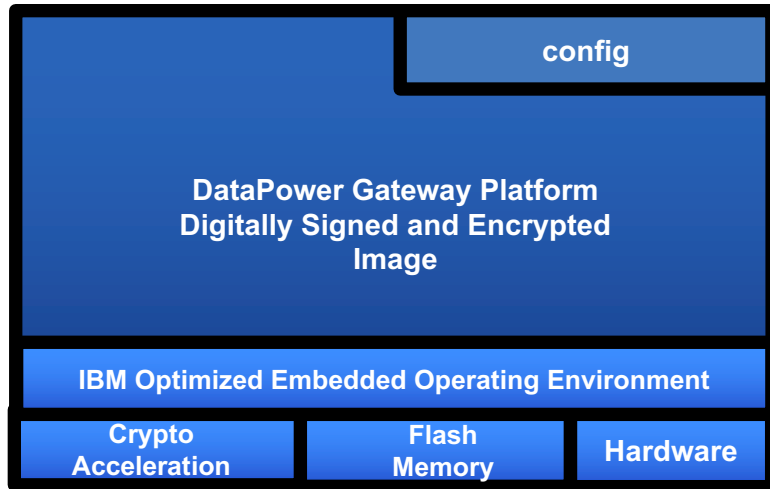 config
DataPower Gateway Platform
Digitally Signed and Encrypted
Image
IBM Optimized Embedded Operating Environment
Crypto
Acceleration
Flash
Memory
Hardware